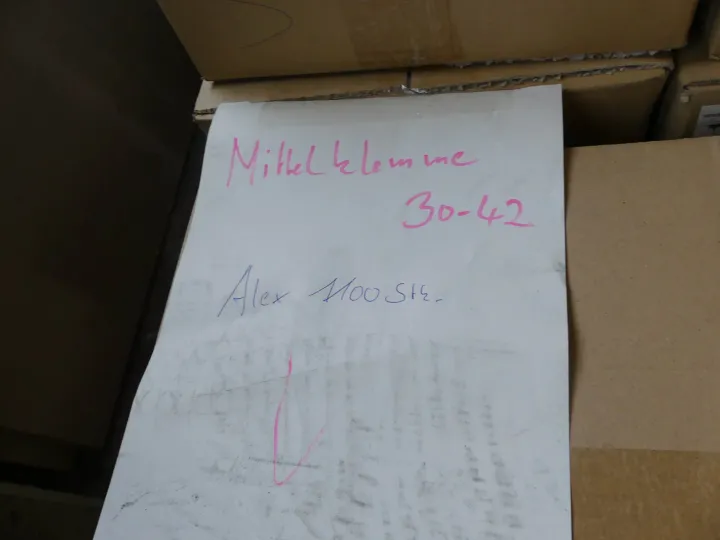 Mittelklemme
30-42
Alex 1100 Stk.